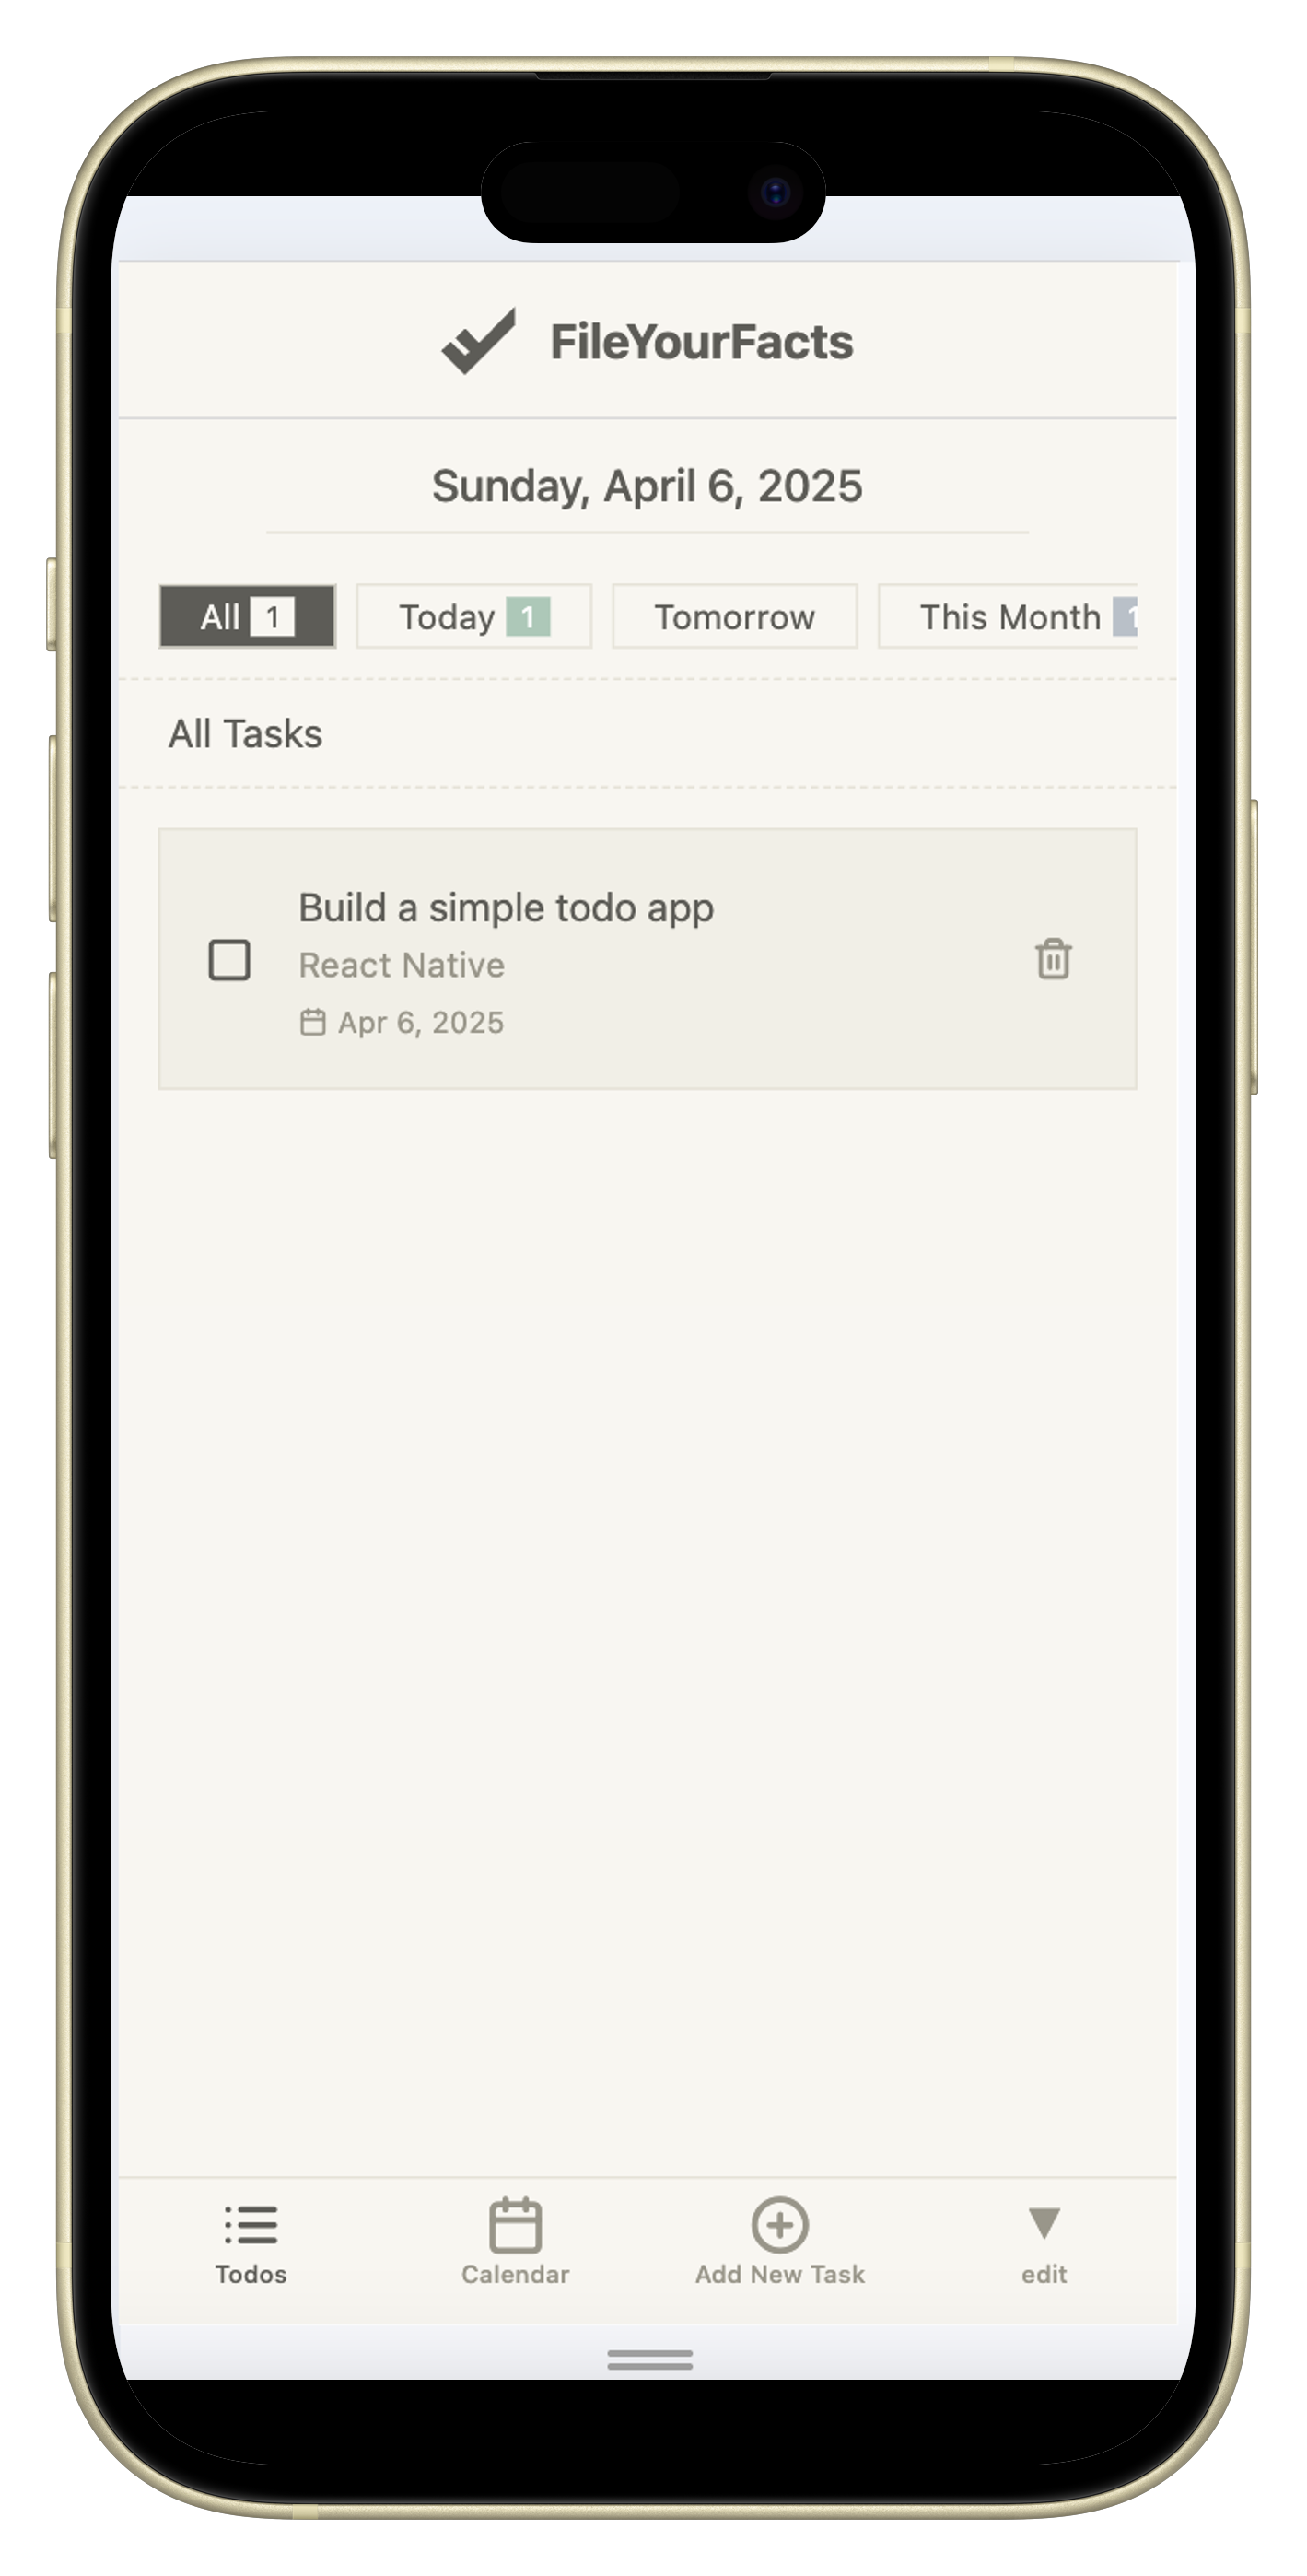 FileYourFacts
Sunday, April 6, 2025
All 1 Today 1 Tomorrow This Month 1
All Tasks
Build a simple todo app
React Native
Apr 6, 2025
Todos Calendar Add New Task edit